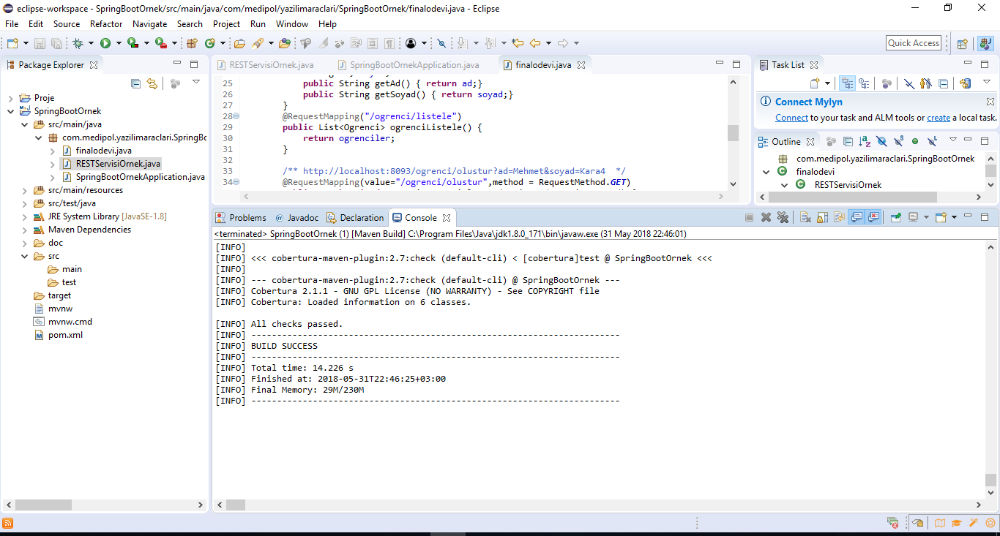 eclipse-workspace - SpringBootOrnek/src/main/java/com/medipol/yazilimaraclari/SpringBootOrnek/finalodevi.java - Eclipse
File Edit Source Refactor Navigate Search Project Run Window Help
Quick Access
Package Explorer
Proje
SpringBootOrnek
src/main/java
com.medipol.yazilimaraclari.SpringBo
finalodevi.java
RESTServisiOrnek.java
SpringBootOrnekApplication.java
src/main/resources
src/test/java
JRE System Library [JavaSE-1.8]
Maven Dependencies
doc
src
main
test
target
mvnw
mvnw.cmd
pom.xml
RESTServisiOrnek.java SpringBootOrnekApplication.java finalodevi.java
25 public String getAd() { return ad;}
26 public String getSoyad() { return soyad;}
27 }
28 @RequestMapping("/ogrenci/listele")
29 public List<Ogrenci> ogrenciListele() {
30 return ogrenciler;
31 }
32
33 /** http://localhost:8093/ogrenci/olustur?ad=Mehmet&soyad=Kara4 */
34 @RequestMapping(value="/ogrenci/olustur",method = RequestMethod.GET)
Task List
Connect Mylyn
Connect to your task and ALM tools or create a local task.
Outline
com.medipol.yazilimaraclari.SpringBootOrnek
finalodevi
RESTServisiOrnek
Problems @ Javadoc Declaration Console
<terminated> SpringBootOrnek (1) [Maven Build] C:\Program Files\Java\jdk1.8.0_171\bin\javaw.exe (31 May 2018 22:46:01)
[INFO]
[INFO] <<< cobertura-maven-plugin:2.7:check (default-cli) < [cobertura]test @ SpringBootOrnek <<<
[INFO]
[INFO] --- cobertura-maven-plugin:2.7:check (default-cli) @ SpringBootOrnek ---
[INFO] Cobertura 2.1.1 - GNU GPL License (NO WARRANTY) - See COPYRIGHT file
[INFO] Cobertura: Loaded information on 6 classes.
[INFO] All checks passed.
[INFO] ------------------------------------------------------------------------
[INFO] BUILD SUCCESS
[INFO] ------------------------------------------------------------------------
[INFO] Total time: 14.226 s
[INFO] Finished at: 2018-05-31T22:46:25+03:00
[INFO] Final Memory: 29M/230M
[INFO] ------------------------------------------------------------------------